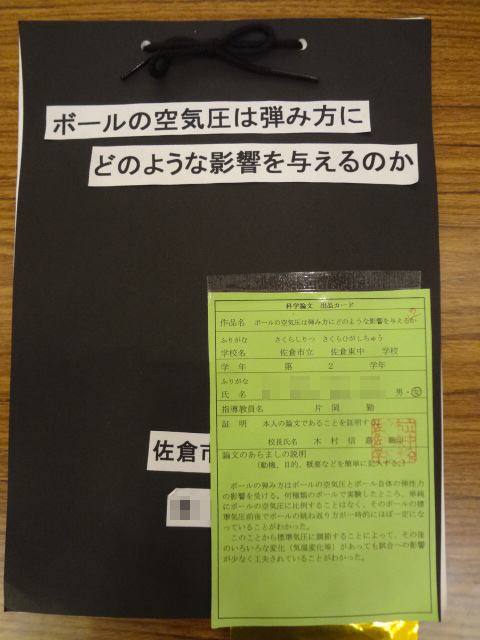 ボールの空気圧は弾み方に
どのような影響を与えるのか
科学論文 出品カード
作品名 ボールの空気圧は弾み方にどのような影響を与えるか
の
ふりがな さくらしりつ さくらひがしちゅう
学校名 佐倉市立 佐倉東中 学校
学年 第 2 学年
ふりがな
氏名 男・女
指導教員名 片岡 勤
証明 本人の論文であることを証明す
校長氏名 木村信喜
論文のあらましの説明
(動機、目的、概要などを簡単に記入する。)
ボールの弾み方はボールの空気圧とボール自体の弾性力
の影響を受ける。何種類のボールで実験したところ、単純
にボールの空気圧に比例することはなく、そのボールの標
準気圧前後でボールの跳ね返り方が一時的にほぼ一定にな
っていることがわかった。
このことから標準気圧に調節することによって、その後
のいろいろな変化(気温変化等)があっても試合への影響
が少なく工夫されていることがわかった。
佐倉市